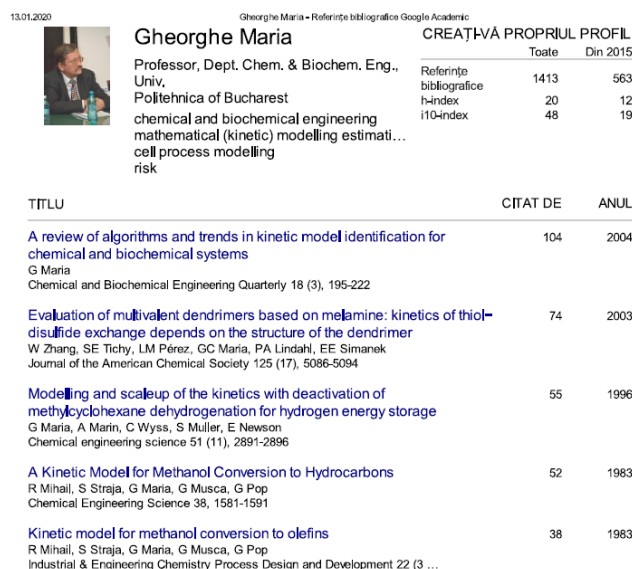 13.01.2020 Gheorghe Maria - Referințe bibliografice Google Academic
Gheorghe Maria
Professor, Dept. Chem. & Biochem. Eng.,
Univ.
Politehnica of Bucharest
chemical and biochemical engineering
mathematical (kinetic) modelling estimati…
cell process modelling
risk
CREAȚI-VĂ PROPRIUL PROFIL
Toate Din 2015
Referințe
bibliografice 1413 563
h-index 20 12
i10-index 48 19
TITLU CITAT DE ANUL
A review of algorithms and trends in kinetic model identification for 104 2004
chemical and biochemical systems
G Maria
Chemical and Biochemical Engineering Quarterly 18 (3), 195-222
Evaluation of multivalent dendrimers based on melamine: kinetics of thiol- 74 2003
disulfide exchange depends on the structure of the dendrimer
W Zhang, SE Tichy, LM Pérez, GC Maria, PA Lindahl, EE Simanek
Journal of the American Chemical Society 125 (17), 5086-5094
Modelling and scaleup of the kinetics with deactivation of 55 1996
methylcyclohexane dehydrogenation for hydrogen energy storage
G Maria, A Marin, C Wyss, S Muller, E Newson
Chemical engineering science 51 (11), 2891-2896
A Kinetic Model for Methanol Conversion to Hydrocarbons 52 1983
R Mihail, S Straja, G Maria, G Musca, G Pop
Chemical Engineering Science 38, 1581-1591
Kinetic model for methanol conversion to olefins 38 1983
R Mihail, S Straja, G Maria, G Musca, G Pop
Industrial & Engineering Chemistry Process Design and Development 22 (3 …